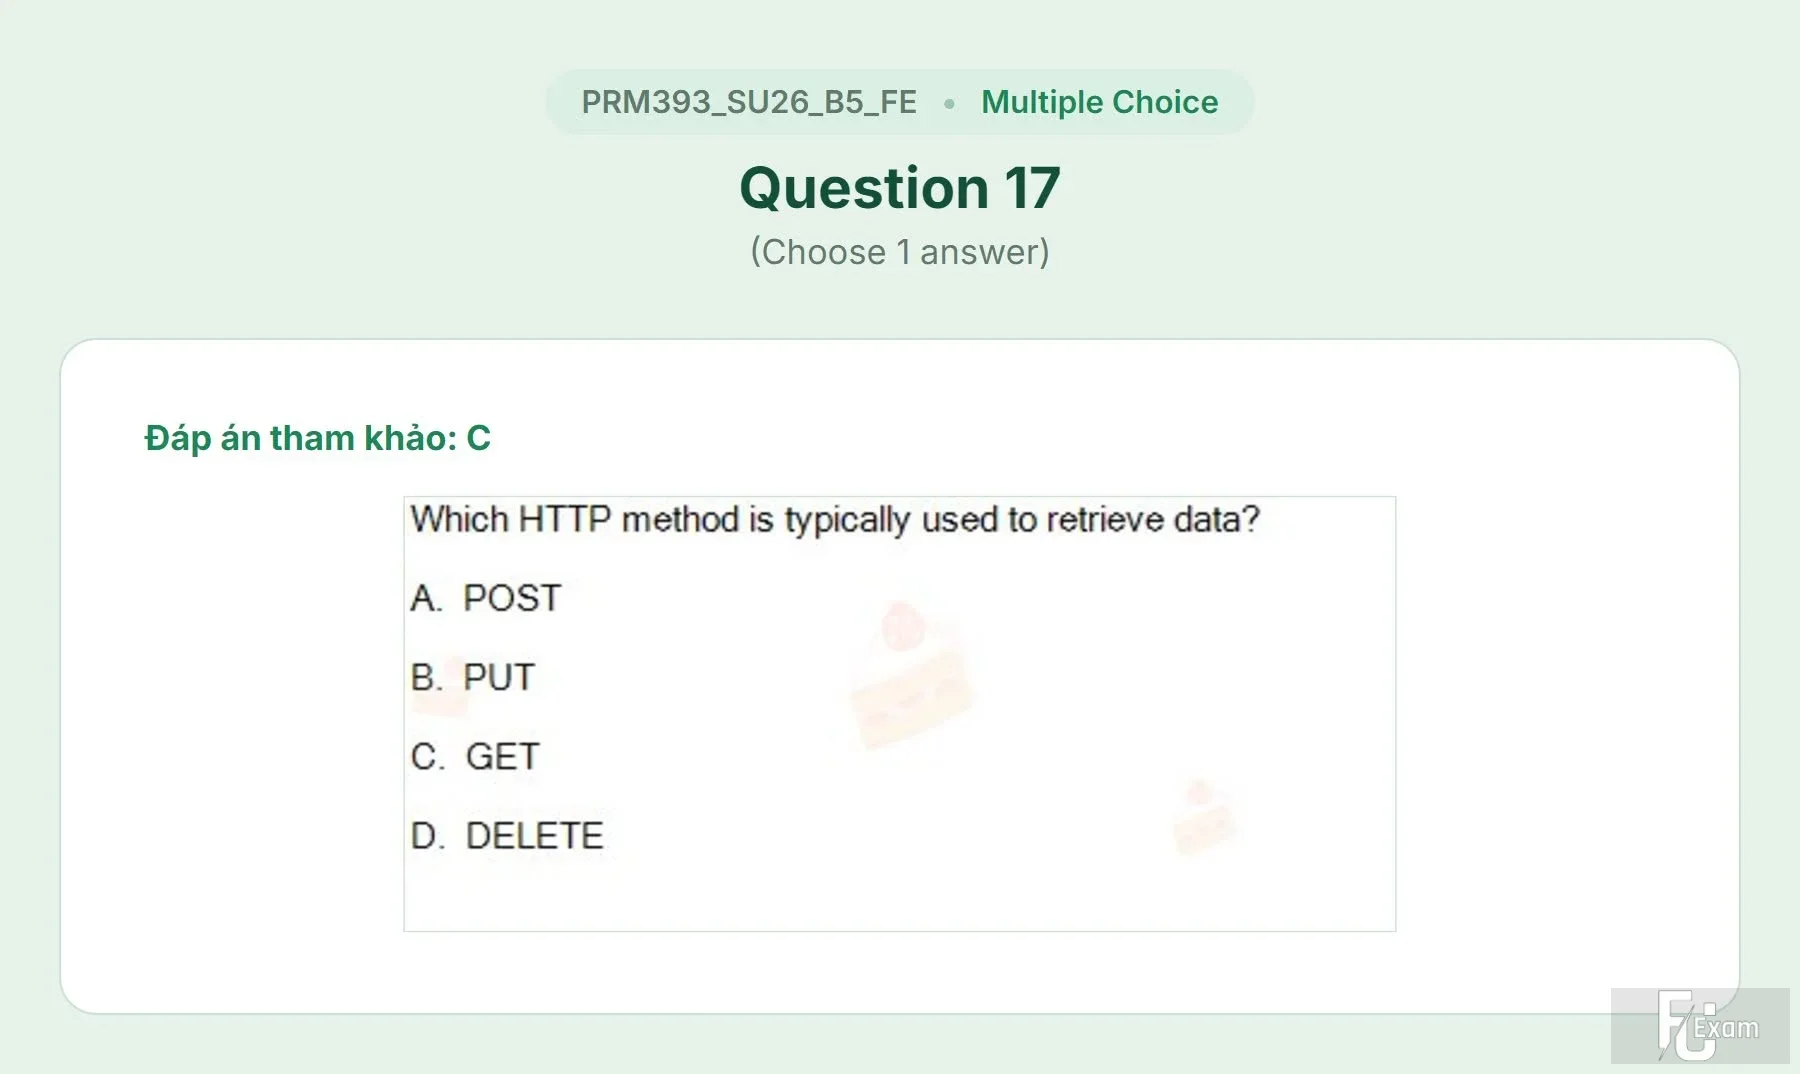 PRM393_SU26_B5_FE • Multiple Choice
Question 17
(Choose 1 answer)
Đáp án tham khảo: C
Which HTTP method is typically used to retrieve data?
A. POST
B. PUT
C. GET
D. DELETE
FU Exam